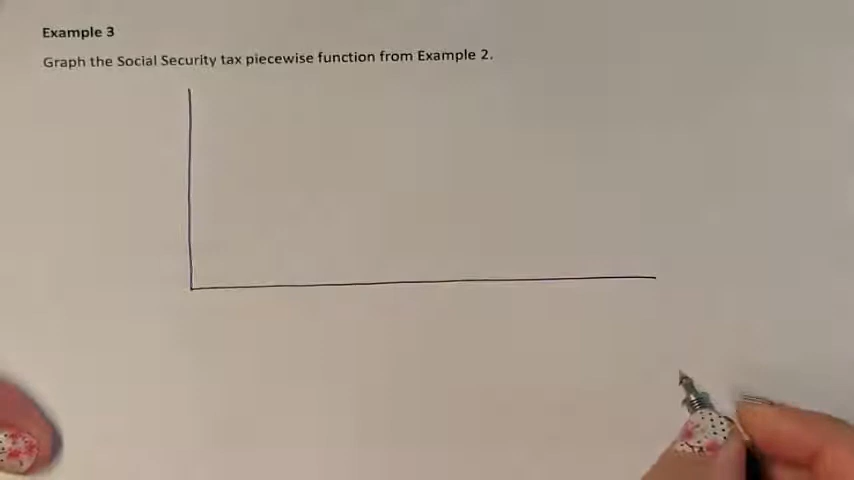 Example 3
Graph the Social Security tax piecewise function from Example 2.